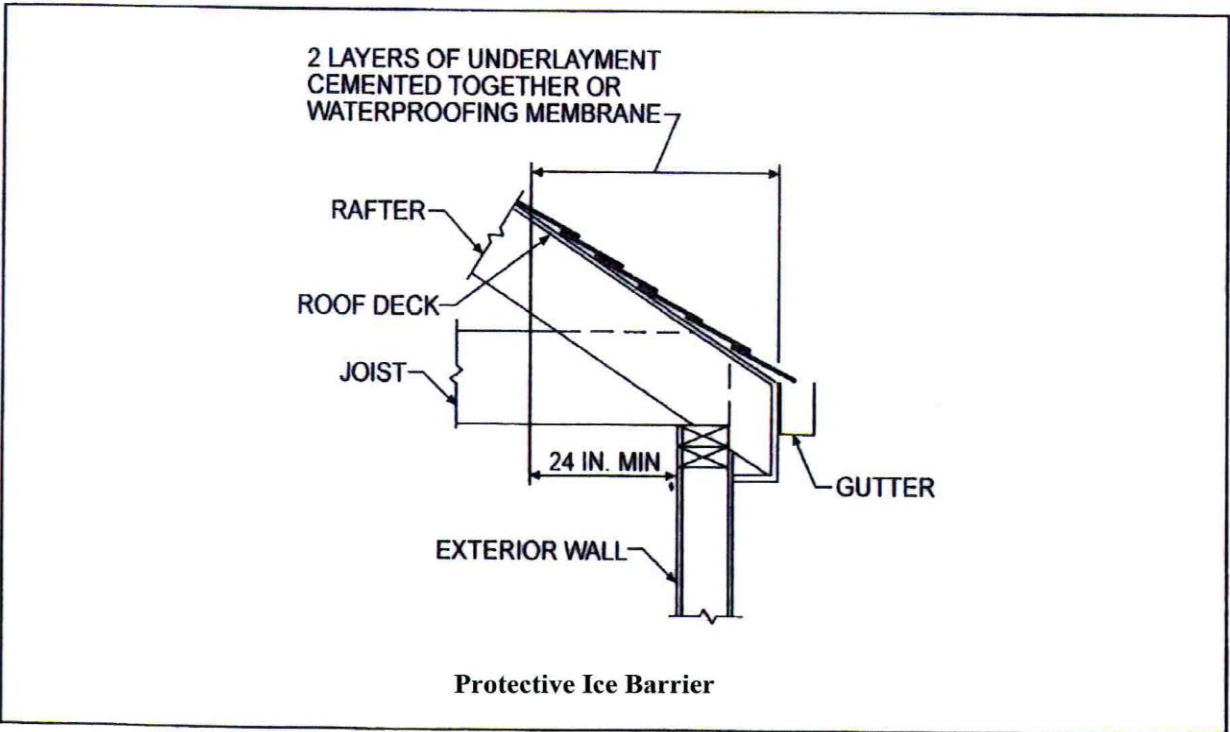 2 LAYERS OF UNDERLAYMENT
CEMENTED TOGETHER OR
WATERPROOFING MEMBRANE
RAFTER
ROOF DECK
JOIST
24 IN. MIN
GUTTER
EXTERIOR WALL
Protective Ice Barrier